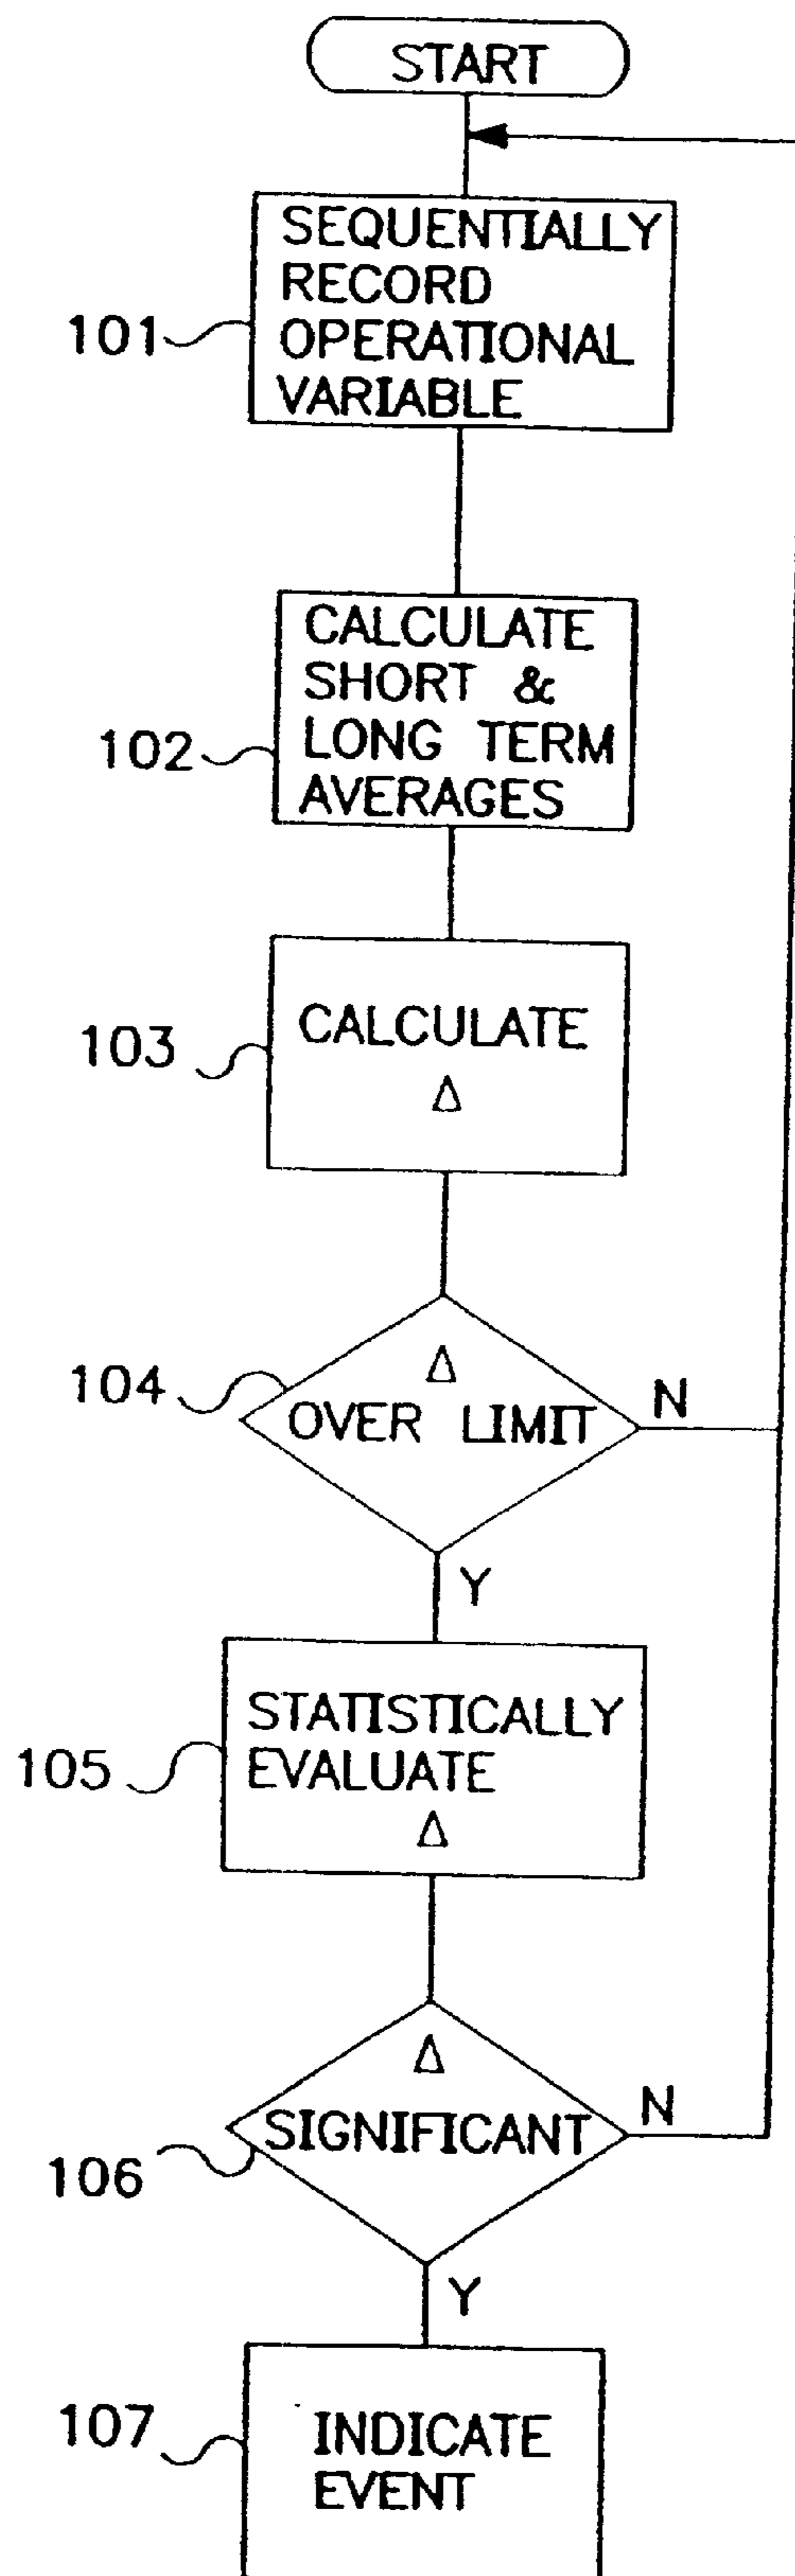 START
SEQUENTIALLY
RECORD
OPERATIONAL
VARIABLE
101
CALCULATE
SHORT &
LONG TERM
AVERAGES
102
CALCULATE
Δ
103
Δ
OVER LIMIT
104
N
Y
STATISTICALLY
EVALUATE
Δ
105
Δ
SIGNIFICANT
106
N
Y
INDICATE
EVENT
107